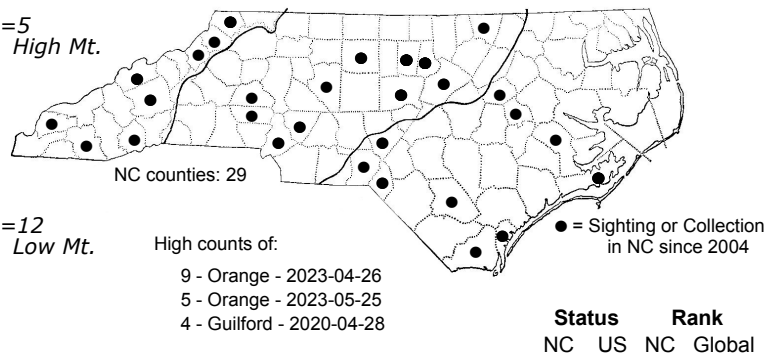 =5
High Mt.
NC counties: 29
=12
Low Mt.
High counts of:
9 - Orange - 2023-04-26
5 - Orange - 2023-05-25
4 - Guilford - 2020-04-28
= Sighting or Collection
in NC since 2004
Status Rank
NC US NC Global